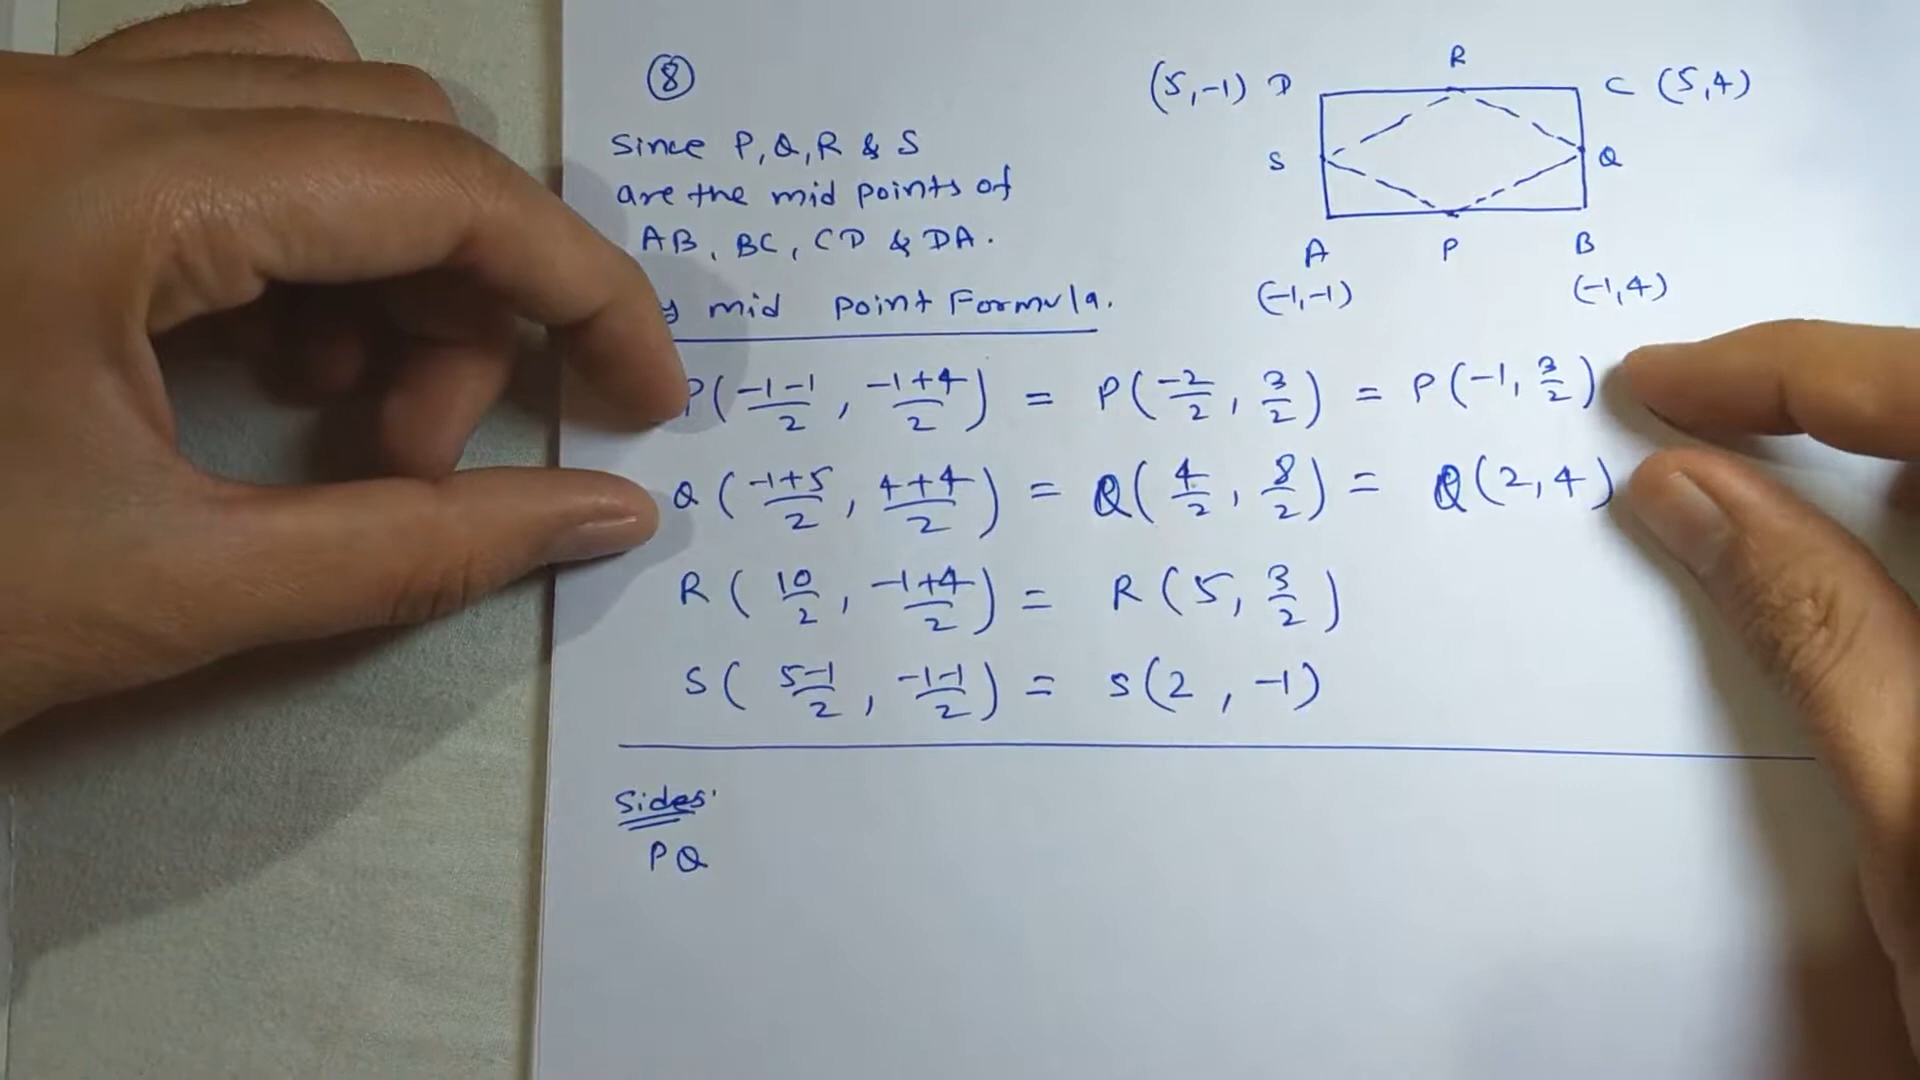 ⑧
Since P, Q, R & S
are the mid points of
AB, BC, CD & DA.
mid point Formula.
R
(5,-1) D
C (5,4)
S
Q
A
P
B
(-1,-1)
(-1,4)
P(-1-1/2, -1+4/2) = P(-2/2, 3/2) = P(-1, 3/2)
Q(-1+5/2, 4+4/2) = Q(4/2, 8/2) = Q(2,4)
R(10/2, -1+4/2) = R(5, 3/2)
S(5-1/2, -1-1/2) = S(2, -1)
Sides:
PQ